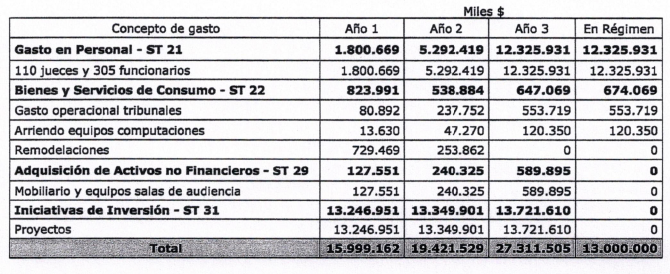 Miles $
Concepto de gasto Año 1 Año 2 Año 3 En Régimen
Gasto en Personal - ST 21 1.800.669 5.292.419 12.325.931 12.325.931
110 jueces y 305 funcionarios 1.800.669 5.292.419 12.325.931 12.325.931
Bienes y Servicios de Consumo - ST 22 823.991 538.884 647.069 674.069
Gasto operacional tribunales 80.892 237.752 553.719 553.719
Arriendo equipos computaciones 13.630 47.270 120.350 120.350
Remodelaciones 729.469 253.862 0 0
Adquisición de Activos no Financieros - ST 29 127.551 240.325 589.895 0
Mobiliario y equipos salas de audiencia 127.551 240.325 589.895 0
Iniciativas de Inversión - ST 31 13.246.951 13.349.901 13.721.610 0
Proyectos 13.246.951 13.349.901 13.721.610 0
Total 15.999.162 19.421.529 27.311.505 13.000.000